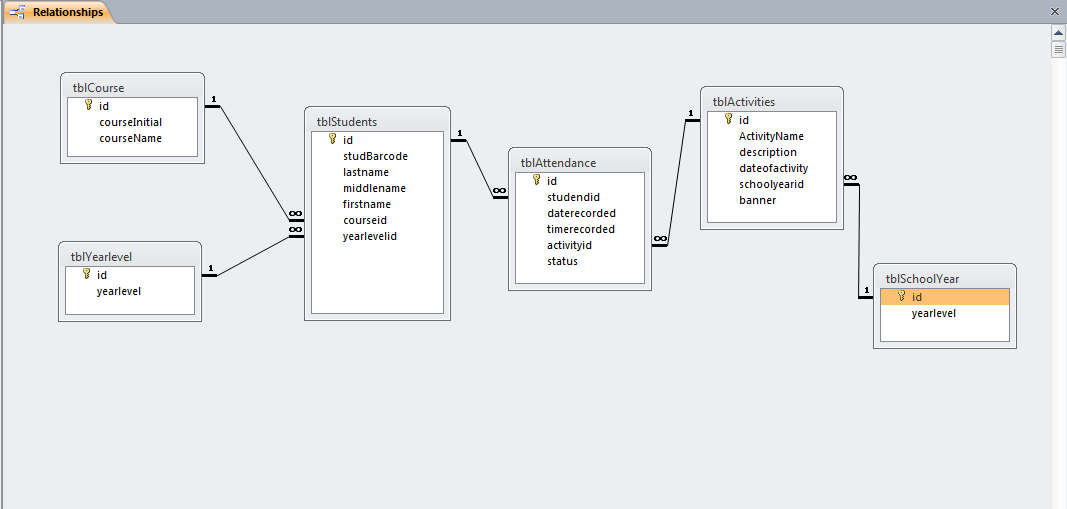 Relationships
tblCourse
id
courseInitial
courseName
1
tblYearlevel
id
yearlevel
1
∞
∞
tblStudents
id
studBarcode
lastname
middlename
firstname
courseid
yearlevelid
1
∞
tblAttendance
id
studendid
daterecorded
timerecorded
activityid
status
∞
1
tblActivities
id
ActivityName
description
dateofactivity
schoolyearid
banner
∞
1
tblSchoolYear
id
yearlevel